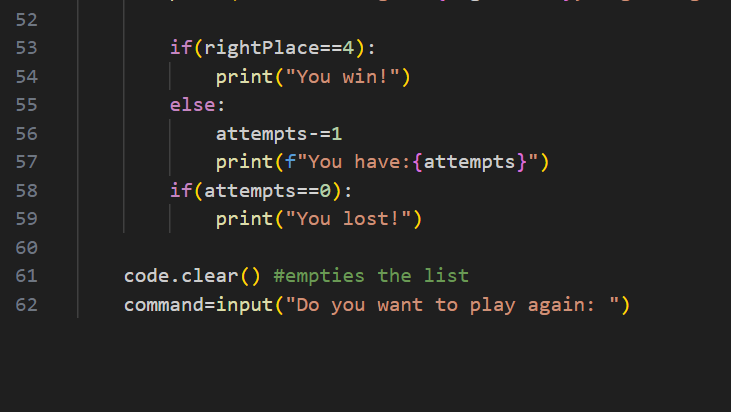 52
53 if(rightPlace==4):
54 print("You win!")
55 else:
56 attempts-=1
57 print(f"You have:{attempts}")
58 if(attempts==0):
59 print("You lost!")
60
61 code.clear() #empties the list
62 command=input("Do you want to play again: ")